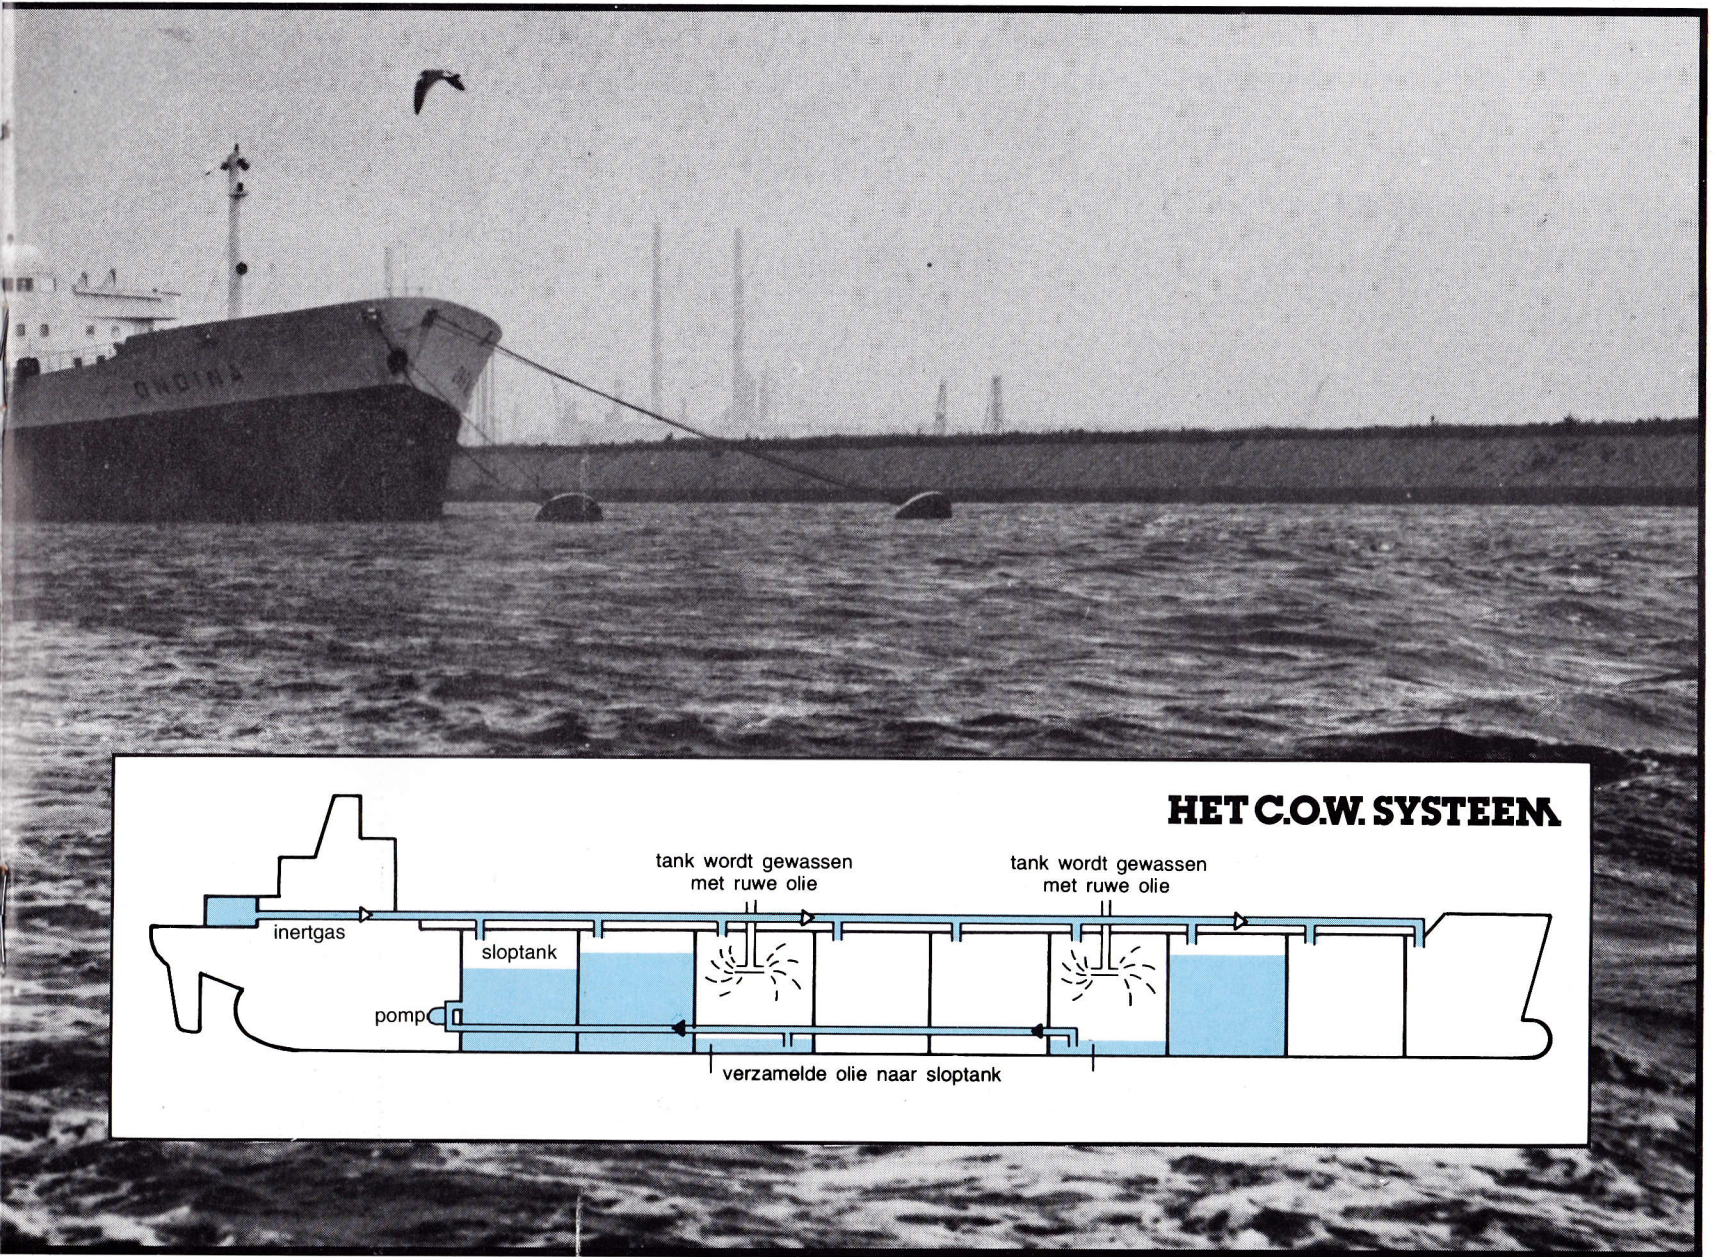 ONDINA
HET C.O.W. SYSTEEM
tank wordt gewassen
met ruwe olie
tank wordt gewassen
met ruwe olie
inertgas
sloptank
pomp
verzamelde olie naar sloptank